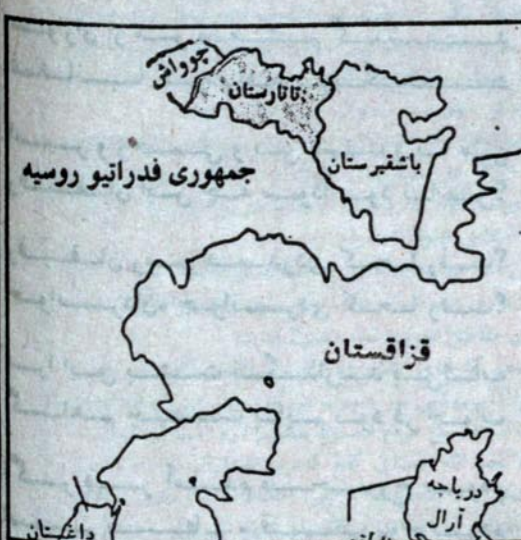 چوواش
تاتارستان
باشقیرستان
جمهوری فدراتیو روسیه
قزاقستان
دریاچه
آرال
داغستان